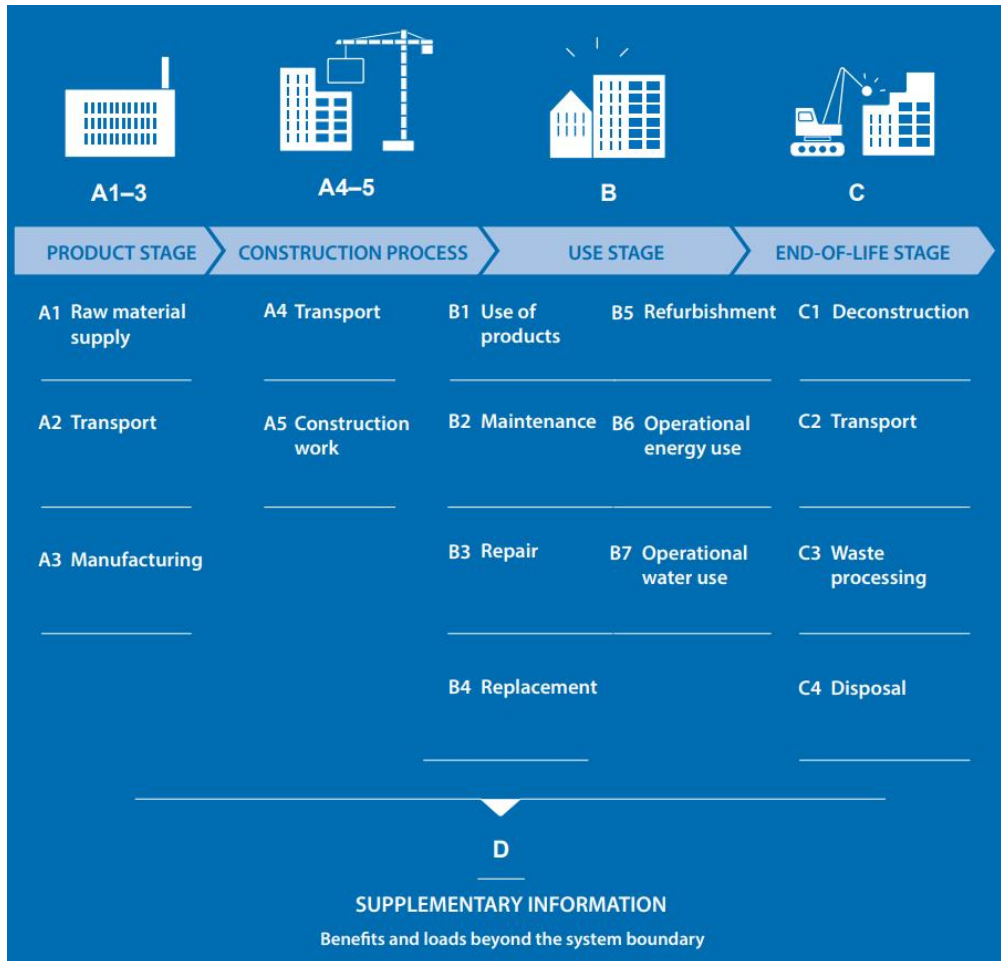 A1–3
A4–5
B
C
PRODUCT STAGE
CONSTRUCTION PROCESS
USE STAGE
END-OF-LIFE STAGE
A1 Raw material
supply
A2 Transport
A3 Manufacturing
A4 Transport
A5 Construction
work
B1 Use of
products
B2 Maintenance
B3 Repair
B4 Replacement
B5 Refurbishment
B6 Operational
energy use
B7 Operational
water use
C1 Deconstruction
C2 Transport
C3 Waste
processing
C4 Disposal
D
SUPPLEMENTARY INFORMATION
Benefits and loads beyond the system boundary